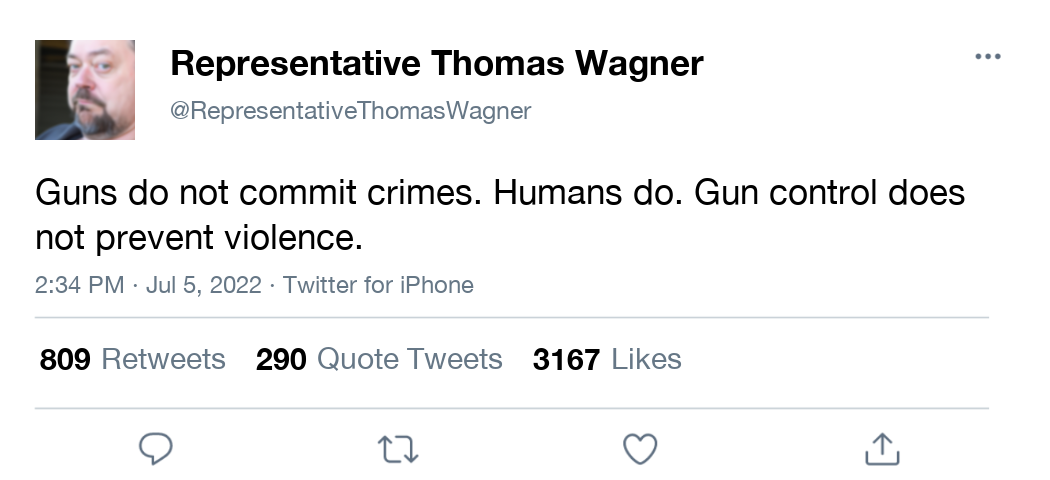 Representative Thomas Wagner
@RepresentativeThomasWagner
Guns do not commit crimes. Humans do. Gun control does
not prevent violence.
2:34 PM · Jul 5, 2022 · Twitter for iPhone
809 Retweets 290 Quote Tweets 3167 Likes